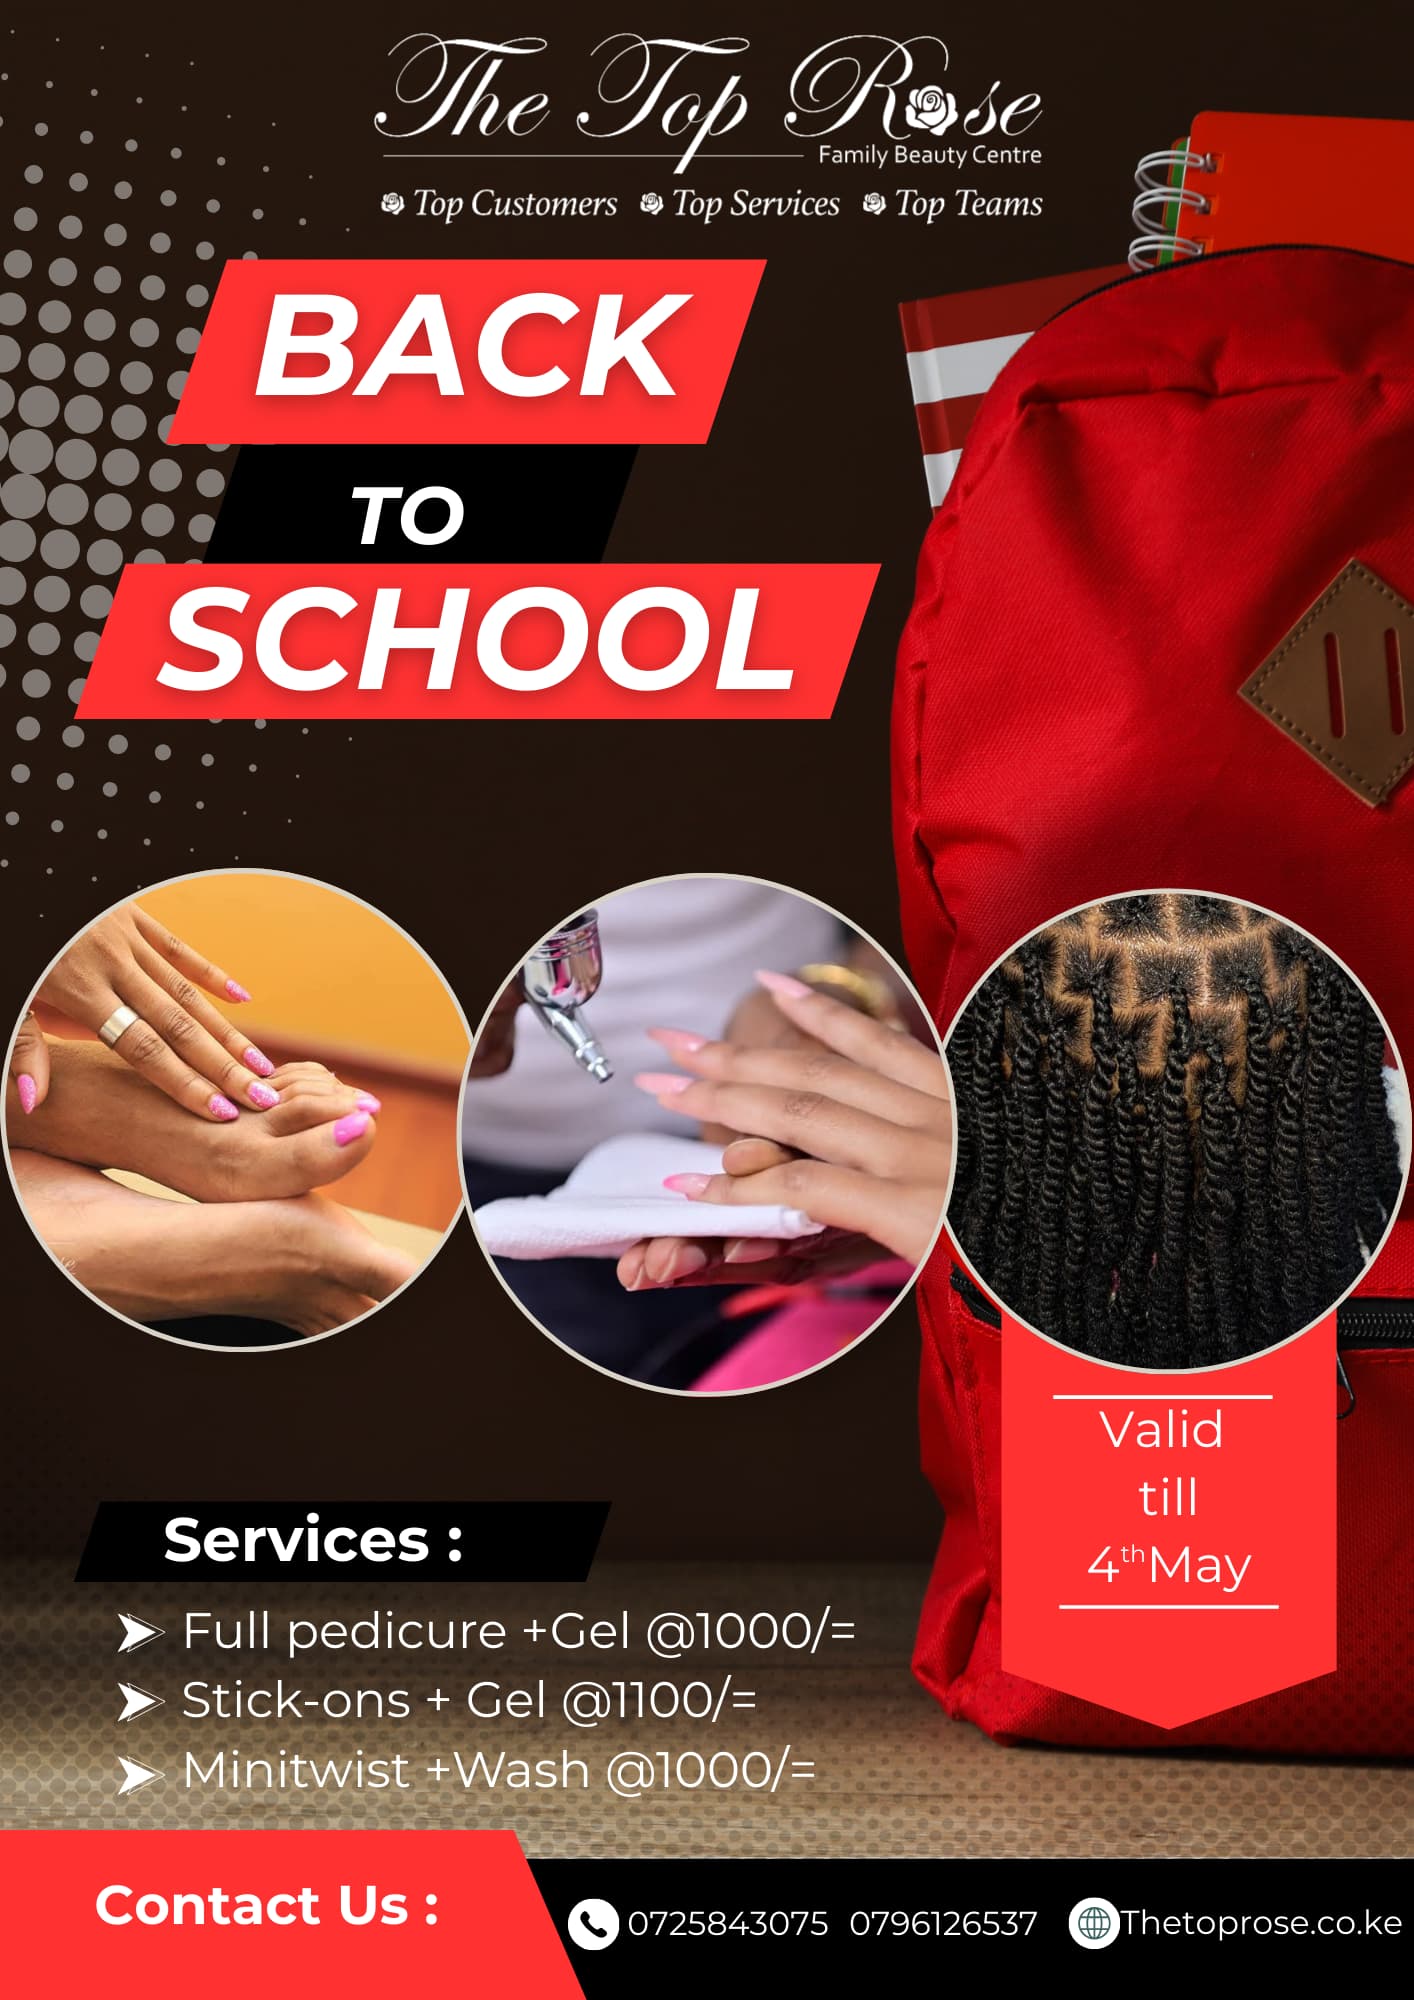 The Top Rose
Family Beauty Centre
Top Customers Top Services Top Teams
BACK
TO
SCHOOL
Valid
till
4th May
Services :
Full pedicure +Gel @1000/=
Stick-ons + Gel @1100/=
Minitwist +Wash @1000/=
Contact Us :
0725843075 0796126537 Thetoprose.co.ke